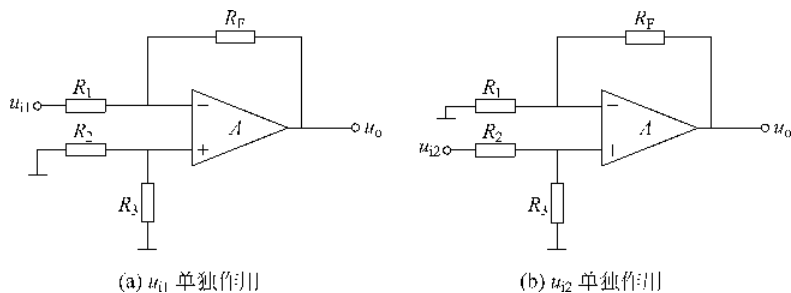 R_F
R_1
u_i1
R_2
A
u_o
R_3
(a) u_i1 单独作用
R_F
R_1
R_2
u_i2
A
u_o
R_3
(b) u_i2 单独作用